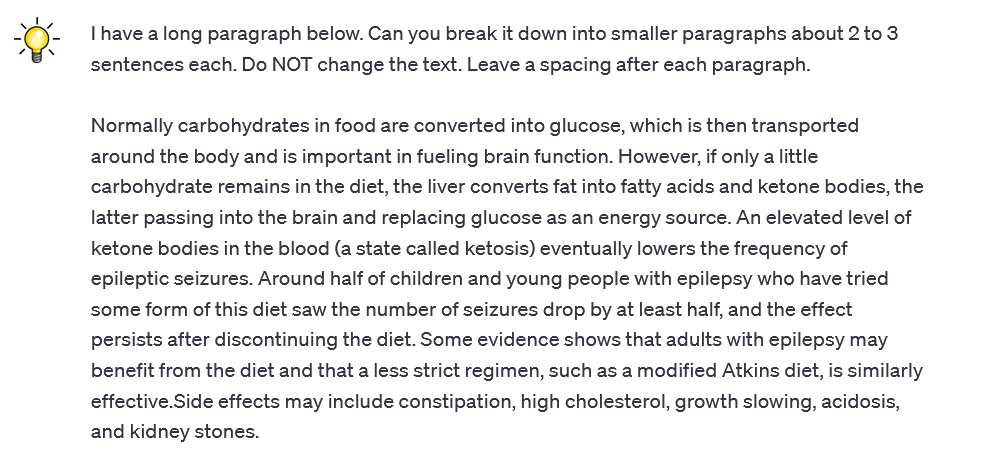 I have a long paragraph below. Can you break it down into smaller paragraphs about 2 to 3
sentences each. Do NOT change the text. Leave a spacing after each paragraph.
Normally carbohydrates in food are converted into glucose, which is then transported
around the body and is important in fueling brain function. However, if only a little
carbohydrate remains in the diet, the liver converts fat into fatty acids and ketone bodies, the
latter passing into the brain and replacing glucose as an energy source. An elevated level of
ketone bodies in the blood (a state called ketosis) eventually lowers the frequency of
epileptic seizures. Around half of children and young people with epilepsy who have tried
some form of this diet saw the number of seizures drop by at least half, and the effect
persists after discontinuing the diet. Some evidence shows that adults with epilepsy may
benefit from the diet and that a less strict regimen, such as a modified Atkins diet, is similarly
effective.Side effects may include constipation, high cholesterol, growth slowing, acidosis,
and kidney stones.